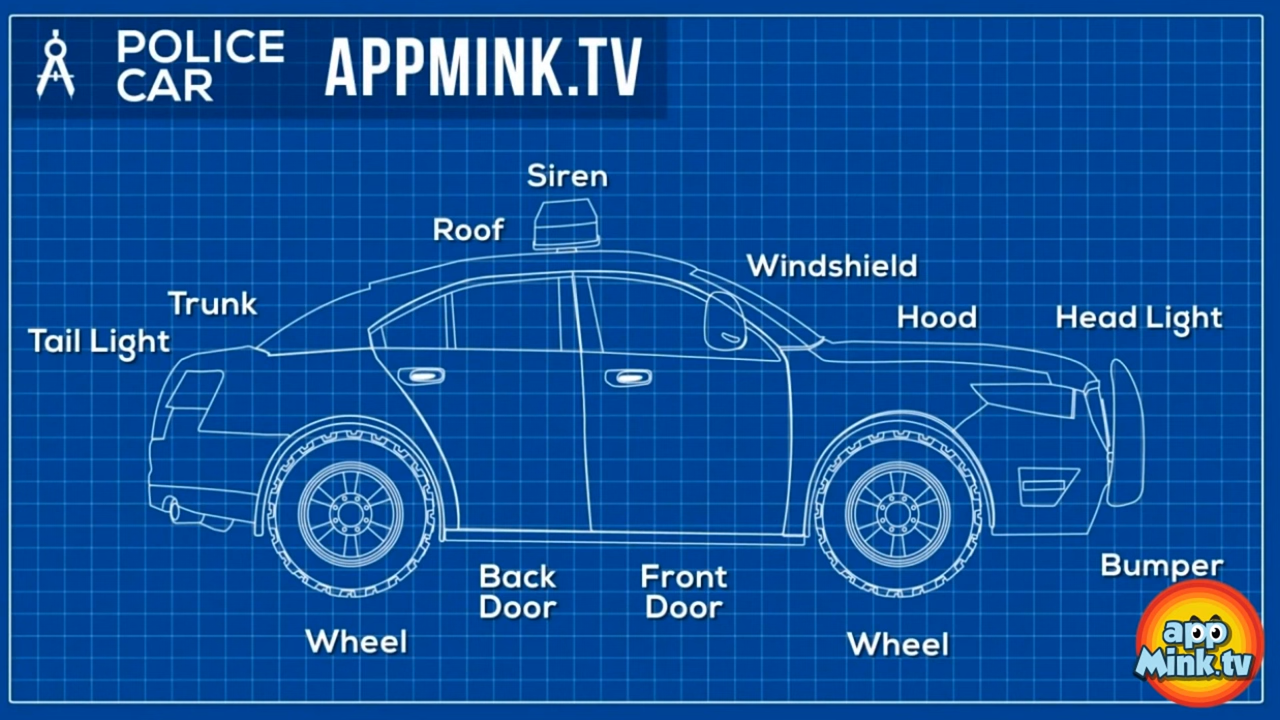 POLICE
CAR
APPMINK.TV
Siren
Roof
Windshield
Trunk
Hood
Head Light
Tail Light
Back
Door
Front
Door
Bumper
Wheel
Wheel
app
Mink.tv